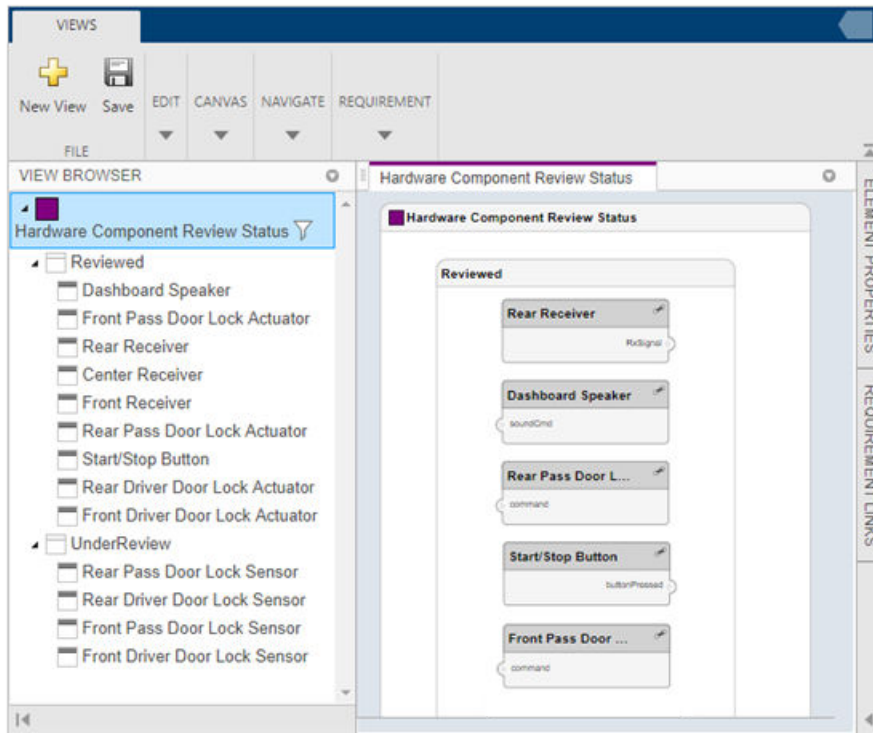 VIEWS
New View
Save
EDIT
CANVAS
NAVIGATE
REQUIREMENT
FILE
VIEW BROWSER
Hardware Component Review Status
Reviewed
Dashboard Speaker
Front Pass Door Lock Actuator
Rear Receiver
Center Receiver
Front Receiver
Rear Pass Door Lock Actuator
Start/Stop Button
Rear Driver Door Lock Actuator
Front Driver Door Lock Actuator
UnderReview
Rear Pass Door Lock Sensor
Rear Driver Door Lock Sensor
Front Pass Door Lock Sensor
Front Driver Door Lock Sensor
Hardware Component Review Status
Hardware Component Review Status
Reviewed
Rear Receiver
RxSignal
Dashboard Speaker
soundCmd
Rear Pass Door L...
command
Start/Stop Button
buttonPressed
Front Pass Door ...
command
ELEMENT PROPERTIES
REQUIREMENT LINKS